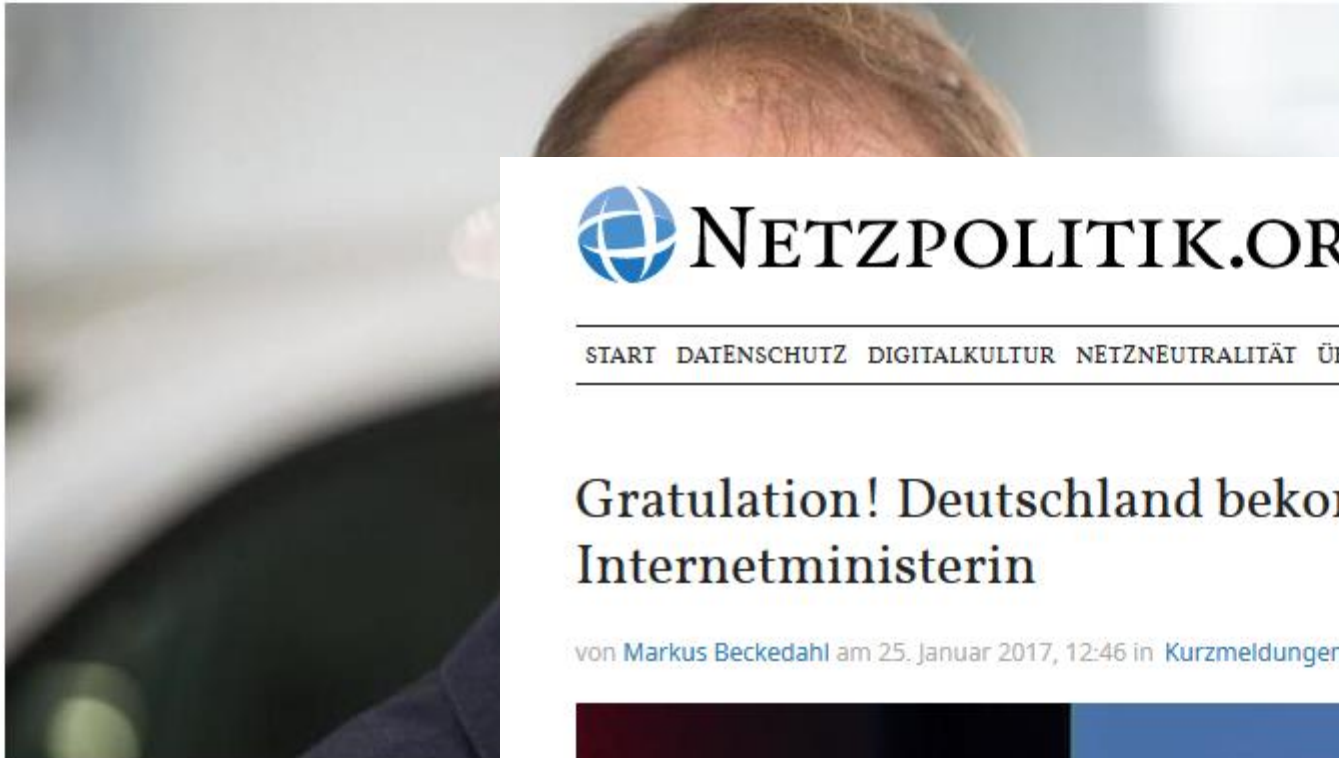 NETZPOLITIK.OR
START DATENSCHUTZ DIGITALKULTUR NETZNEUTRALITÄT
Gratulation! Deutschland
Internetministerin
von Markus Beckedahl am 25. Januar 2017, 12:46 in Kurzmeldungen